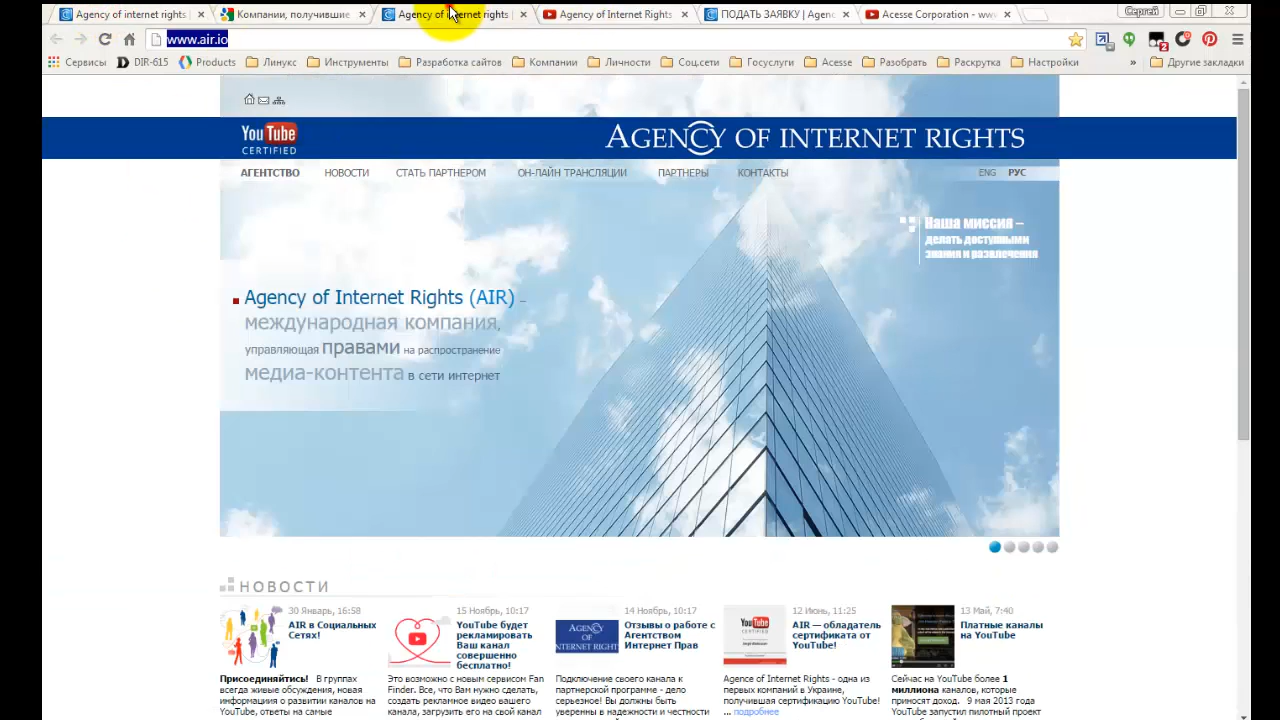 Agency of internet rights
Компании, получившие
Agency of internet rights
Agency of Internet Rights
ПОДАТЬ ЗАЯВКУ | Agenc
Acesse Corporation - www
Сергей
www.air.io
2
Сервисы
DIR-615
Products
Линукс
Инструменты
Разработка сайтов
Компании
Личности
Соц.сети
Госуслуги
Acesse
Разобрать
Раскрутка
Настройки
»
Другие закладки
You Tube
CERTIFIED
AGENCY OF INTERNET RIGHTS
АГЕНТСТВО
НОВОСТИ
СТАТЬ ПАРТНЕРОМ
ОН-ЛАЙН ТРАНСЛЯЦИИ
ПАРТНЕРЫ
КОНТАКТЫ
ENG
РУС
Наша миссия –
делать доступными
знания и развлечения
Agency of Internet Rights (AIR) –
международная компания,
управляющая правами на распространение
медиа-контента в сети интернет
НОВОСТИ
30 Январь, 16:58
AIR в Социальных
Сетях!
Присоединяйтесь! В группах
всегда живые обсуждения, новая
информация о развитии каналов на
YouTube, ответы на самые
15 Ноябрь, 10:17
YouTube будет
рекламировать
Ваш канал
совершенно
бесплатно!
Это возможно с новым сервисом Fan
Finder. Все, что Вам нужно сделать,
создать рекламное видео вашего
канала, загрузить его на свой канал
AGENCY
OF
INTERNET RIGHT
14 Ноябрь, 10:17
Отзывы о работе с
Агентством
Интернет Прав
Подключение своего канала к
партнерской программе - дело
серьезное! Вы должны быть
уверенны в надежности и честности
You Tube
CERTIFIED
12 Июнь, 11:25
AIR — обладатель
сертификата от
YouTube!
Agence of Internet Rights - одна из
первых компаний в Украине,
получившая сертификацию YouTube!
... подробнее
13 Май, 7:40
Платные каналы
на YouTube
Сейчас на YouTube более 1
миллиона каналов, которые
приносят доход. 9 мая 2013 года
YouTube запустил пилотный проект